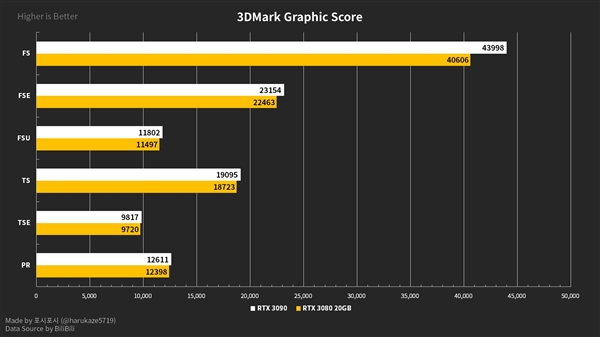 Higher is Better
3DMark Graphic Score
FS
43998
40606
FSE
23154
22463
FSU
11802
11497
TS
19095
18723
TSE
9817
9720
PR
12611
12398
0 5,000 10,000 15,000 20,000 25,000 30,000 35,000 40,000 45,000 50,000
RTX 3090 RTX 3080 20GB
Made by 포시포시 (@harukaze5719)
Data Source by BiliBili